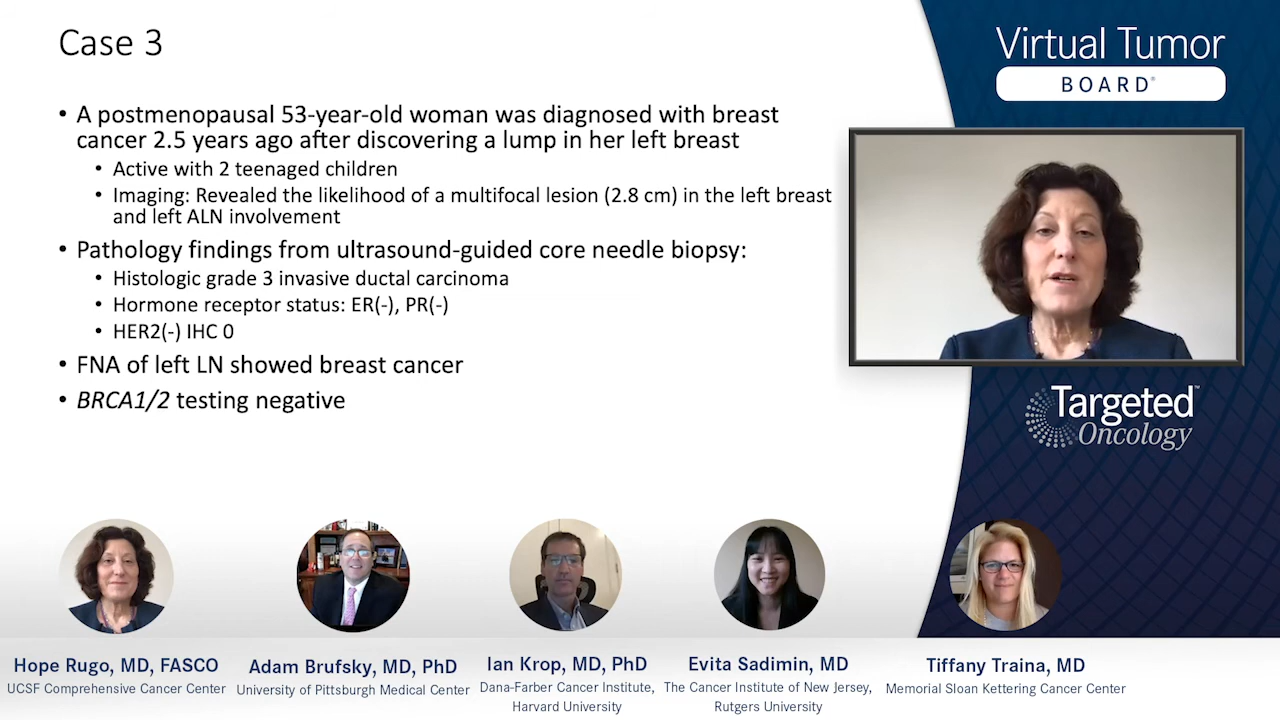 Case 3
• A postmenopausal 53-year-old woman was diagnosed with breast
cancer 2.5 years ago after discovering a lump in her left breast
• Active with 2 teenaged children
• Imaging: Revealed the likelihood of a multifocal lesion (2.8 cm) in the left breast
and left ALN involvement
• Pathology findings from ultrasound-guided core needle biopsy:
• Histologic grade 3 invasive ductal carcinoma
• Hormone receptor status: ER(-), PR(-)
• HER2(-) IHC 0
• FNA of left LN showed breast cancer
• BRCA1/2 testing negative
Virtual Tumor
BOARD®
Targeted™
Oncology
Hope Rugo, MD, FASCO
UCSF Comprehensive Cancer Center
Adam Brufsky, MD, PhD
University of Pittsburgh Medical Center
Ian Krop, MD, PhD
Dana-Farber Cancer Institute,
Harvard University
Evita Sadimin, MD
The Cancer Institute of New Jersey,
Rutgers University
Tiffany Traina, MD
Memorial Sloan Kettering Cancer Center